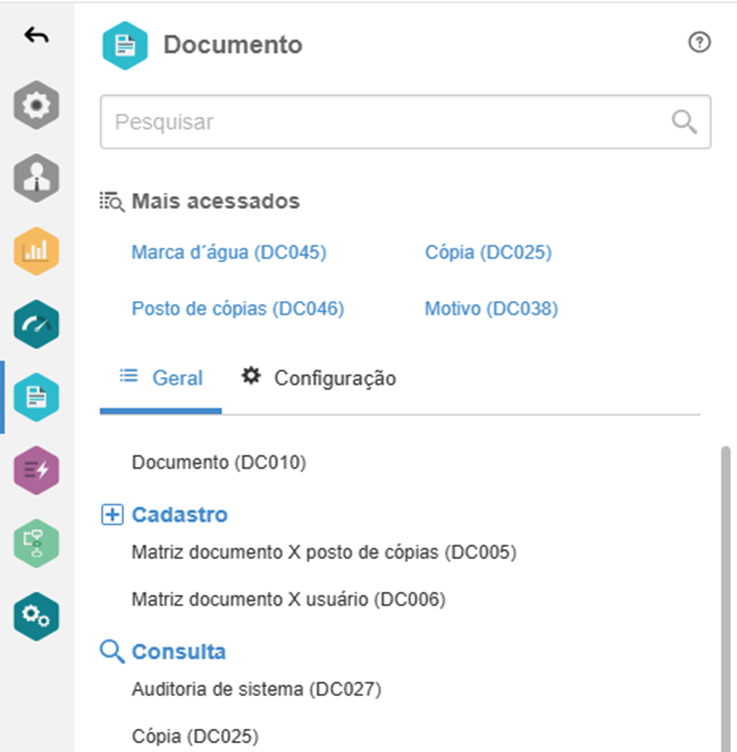 Documento
Pesquisar
Mais acessados
Marca d´água (DC045)
Cópia (DC025)
Posto de cópias (DC046)
Motivo (DC038)
Geral
Configuração
Documento (DC010)
Cadastro
Matriz documento X posto de cópias (DC005)
Matriz documento X usuário (DC006)
Consulta
Auditoria de sistema (DC027)
Cópia (DC025)